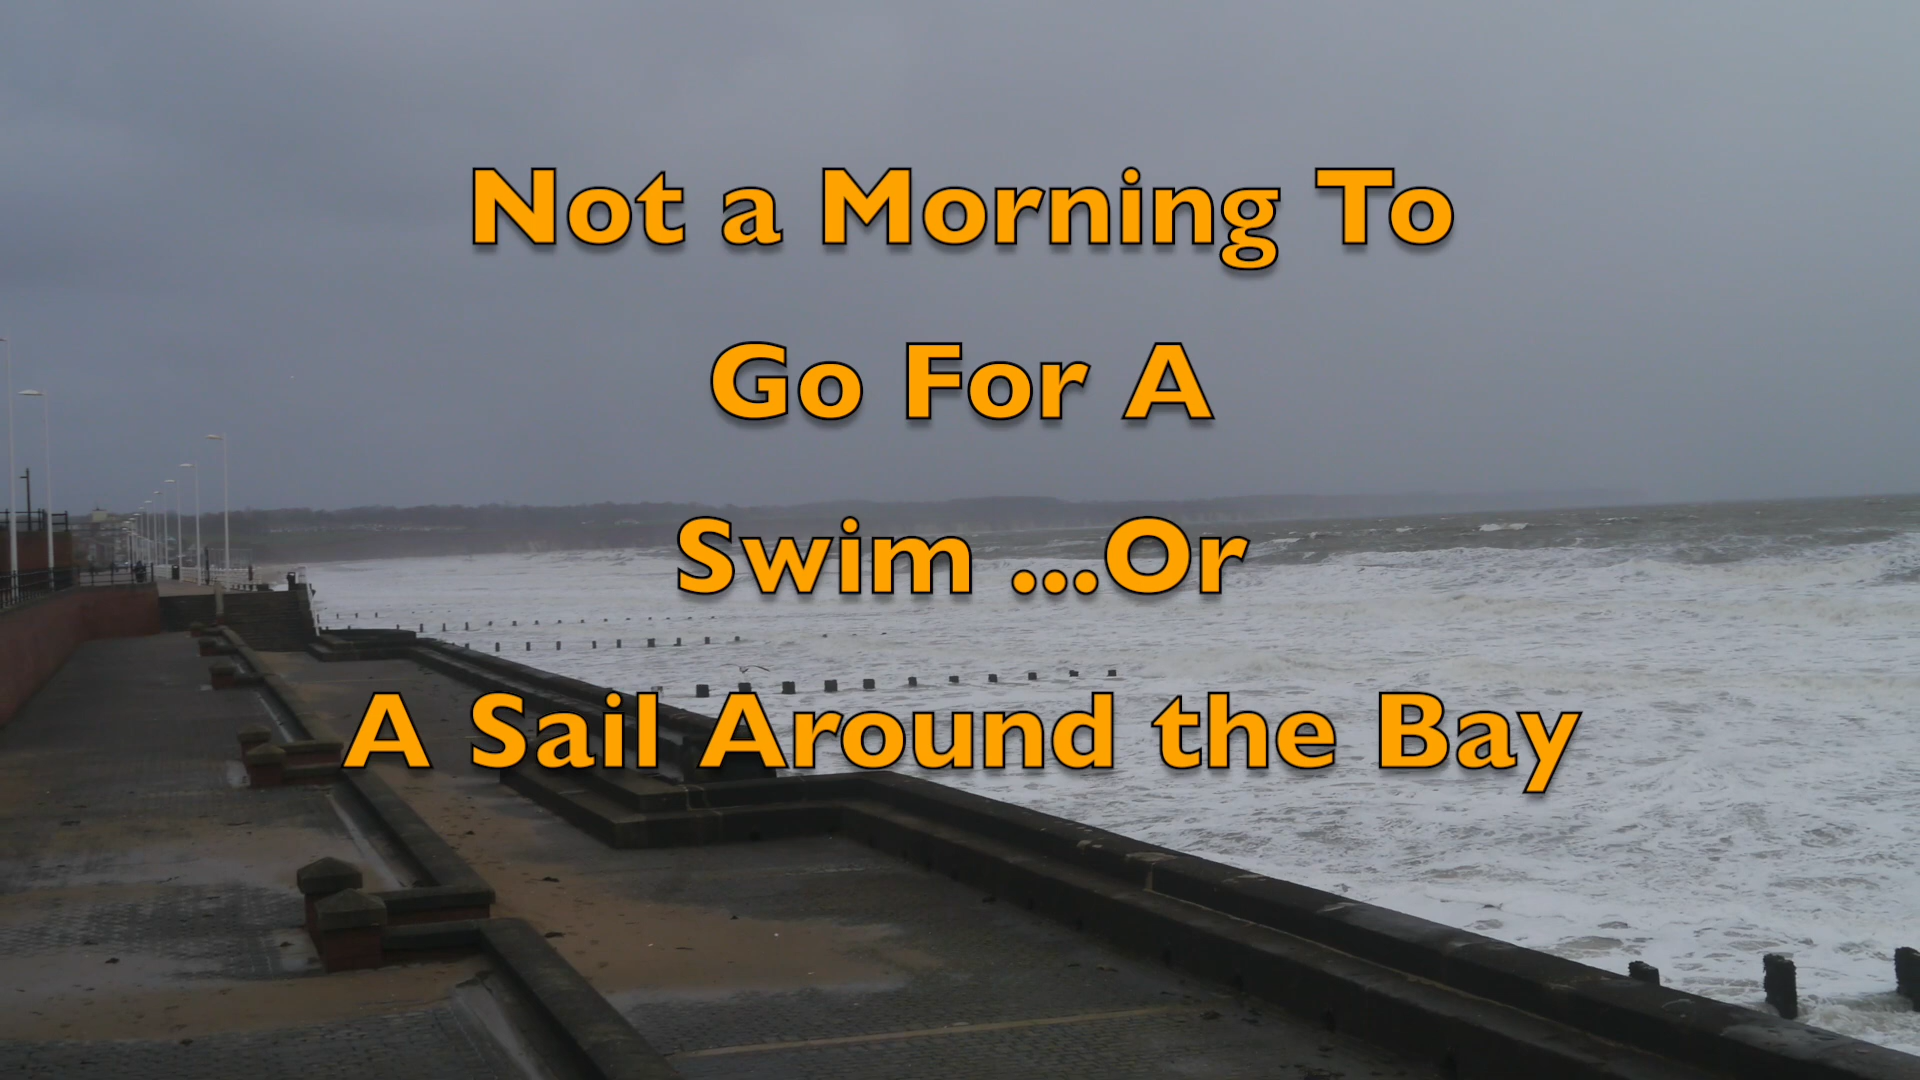 Not a Morning To
Go For A
Swim ...Or
A Sail Around the Bay